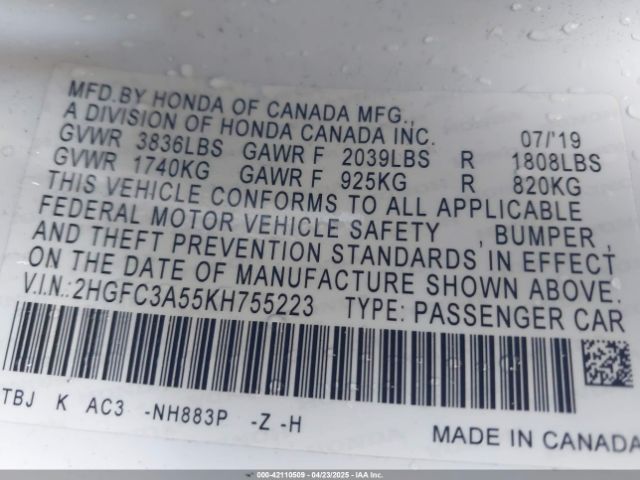 MFD. BY HONDA OF CANADA MFG.,
A DIVISION OF HONDA CANADA INC. 07/'19
GVWR 3836LBS GAWR F 2039LBS R 1808LBS
GVWR 1740KG GAWR F 925KG R 820KG
THIS VEHICLE CONFORMS TO ALL APPLICABLE
FEDERAL MOTOR VEHICLE SAFETY , BUMPER ,
AND THEFT PREVENTION STANDARDS IN EFFECT
ON THE DATE OF MANUFACTURE SHOWN ABOVE.
V.I.N.:2HGFC3A55KH755223 TYPE: PASSENGER CAR
TBJ K AC3 -NH883P -Z -H
MADE IN CANADA
000-42110509 - 04/23/2025 - IAAI Inc.